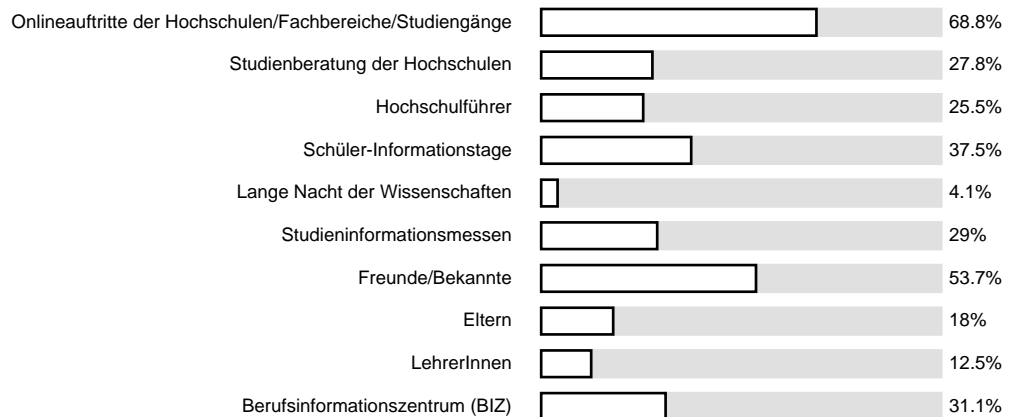 Onlineauftritte der Hochschulen/Fachbereiche/Studiengänge 68.8%
Studienberatung der Hochschulen 27.8%
Hochschulführer 25.5%
Schüler-Informationstage 37.5%
Lange Nacht der Wissenschaften 4.1%
Studieninformationsmessen 29%
Freunde/Bekannte 53.7%
Eltern 18%
LehrerInnen 12.5%
Berufsinformationszentrum (BIZ) 31.1%